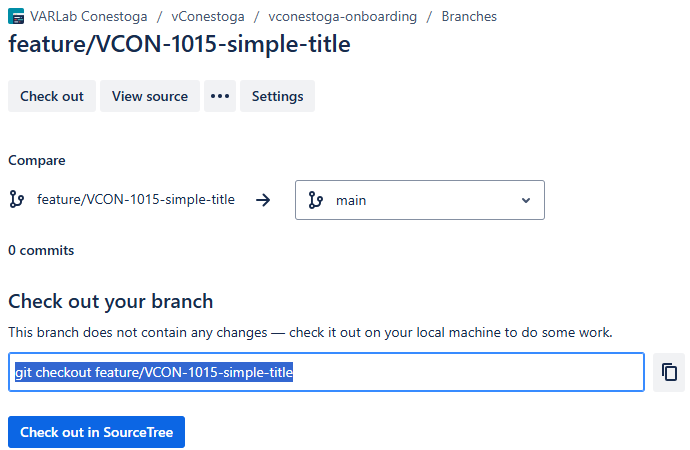 VARLab Conestoga / vConestoga / vconestoga-onboarding / Branches
feature/VCON-1015-simple-title
Check out View source ••• Settings
Compare
feature/VCON-1015-simple-title → main
0 commits
Check out your branch
This branch does not contain any changes — check it out on your local machine to do some work.
git checkout feature/VCON-1015-simple-title
Check out in SourceTree